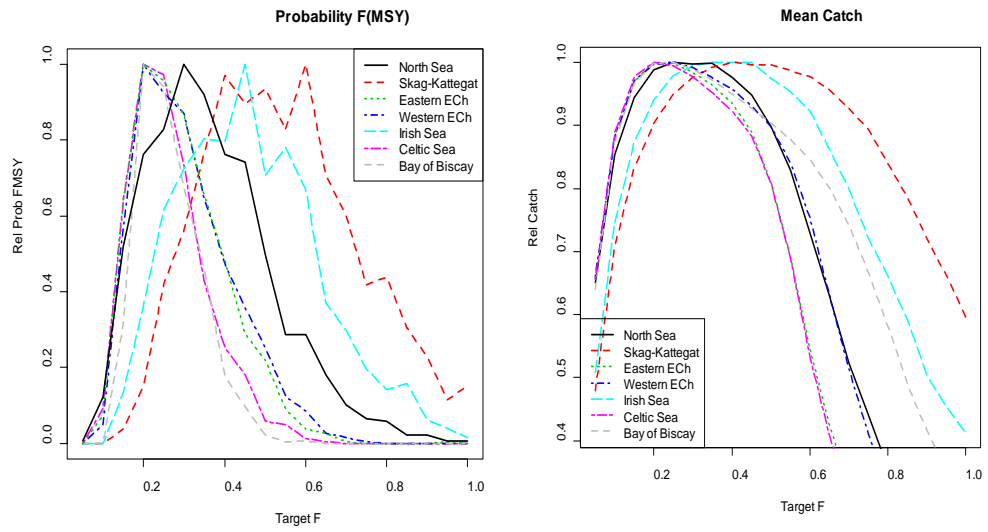 Probability F(MSY)
Rel Prob FMSY
1.0
0.8
0.6
0.4
0.2
0.0
North Sea
Skag-Kattegat
Eastern ECh
Western ECh
Irish Sea
Celtic Sea
Bay of Biscay
0.2 0.4 0.6 0.8 1.0
Target F
Mean Catch
Rel Catch
1.0
0.9
0.8
0.7
0.6
0.5
0.4
North Sea
Skag-Kattegat
Eastern ECh
Western ECh
Irish Sea
Celtic Sea
Bay of Biscay
0.2 0.4 0.6 0.8 1.0
Target F